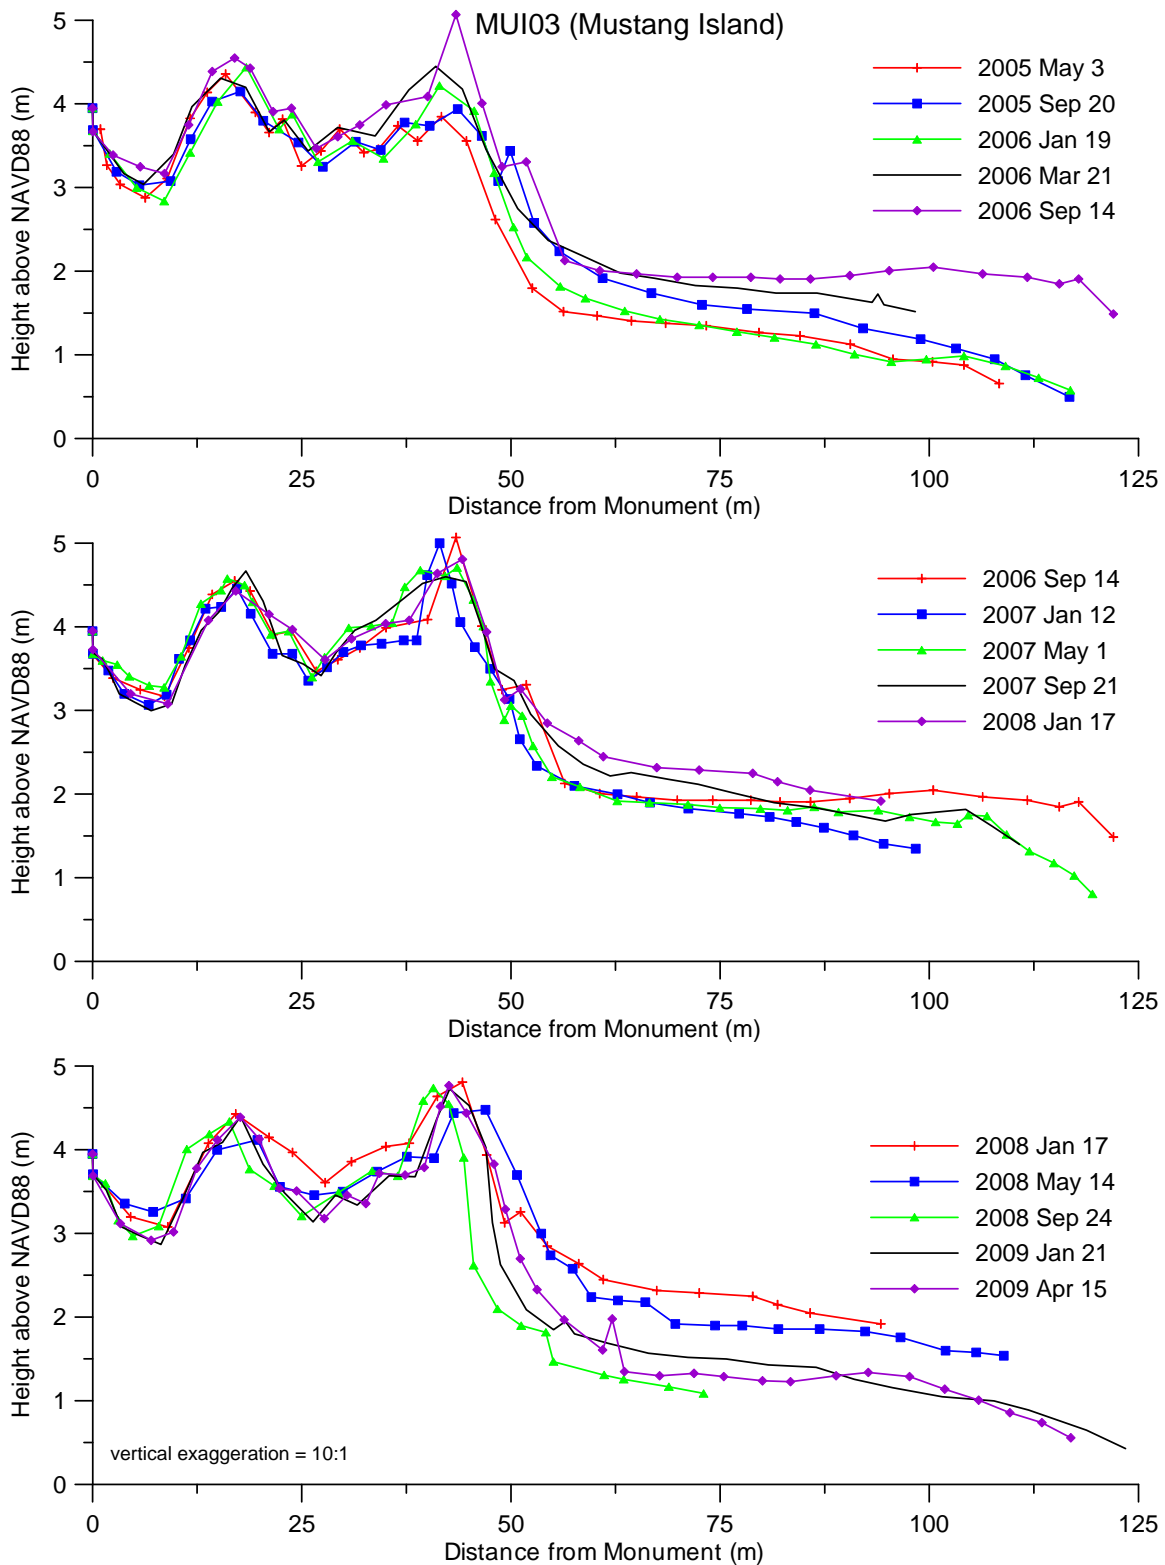 MUI03 (Mustang Island)
5
4
3
2
1
0
Height above NAVD88 (m)
2005 May 3
2005 Sep 20
2006 Jan 19
2006 Mar 21
2006 Sep 14
0 25 50 75 100 125
Distance from Monument (m)
5
4
3
2
1
0
Height above NAVD88 (m)
2006 Sep 14
2007 Jan 12
2007 May 1
2007 Sep 21
2008 Jan 17
0 25 50 75 100 125
Distance from Monument (m)
5
4
3
2
1
0
Height above NAVD88 (m)
2008 Jan 17
2008 May 14
2008 Sep 24
2009 Jan 21
2009 Apr 15
vertical exaggeration = 10:1
0 25 50 75 100 125
Distance from Monument (m)